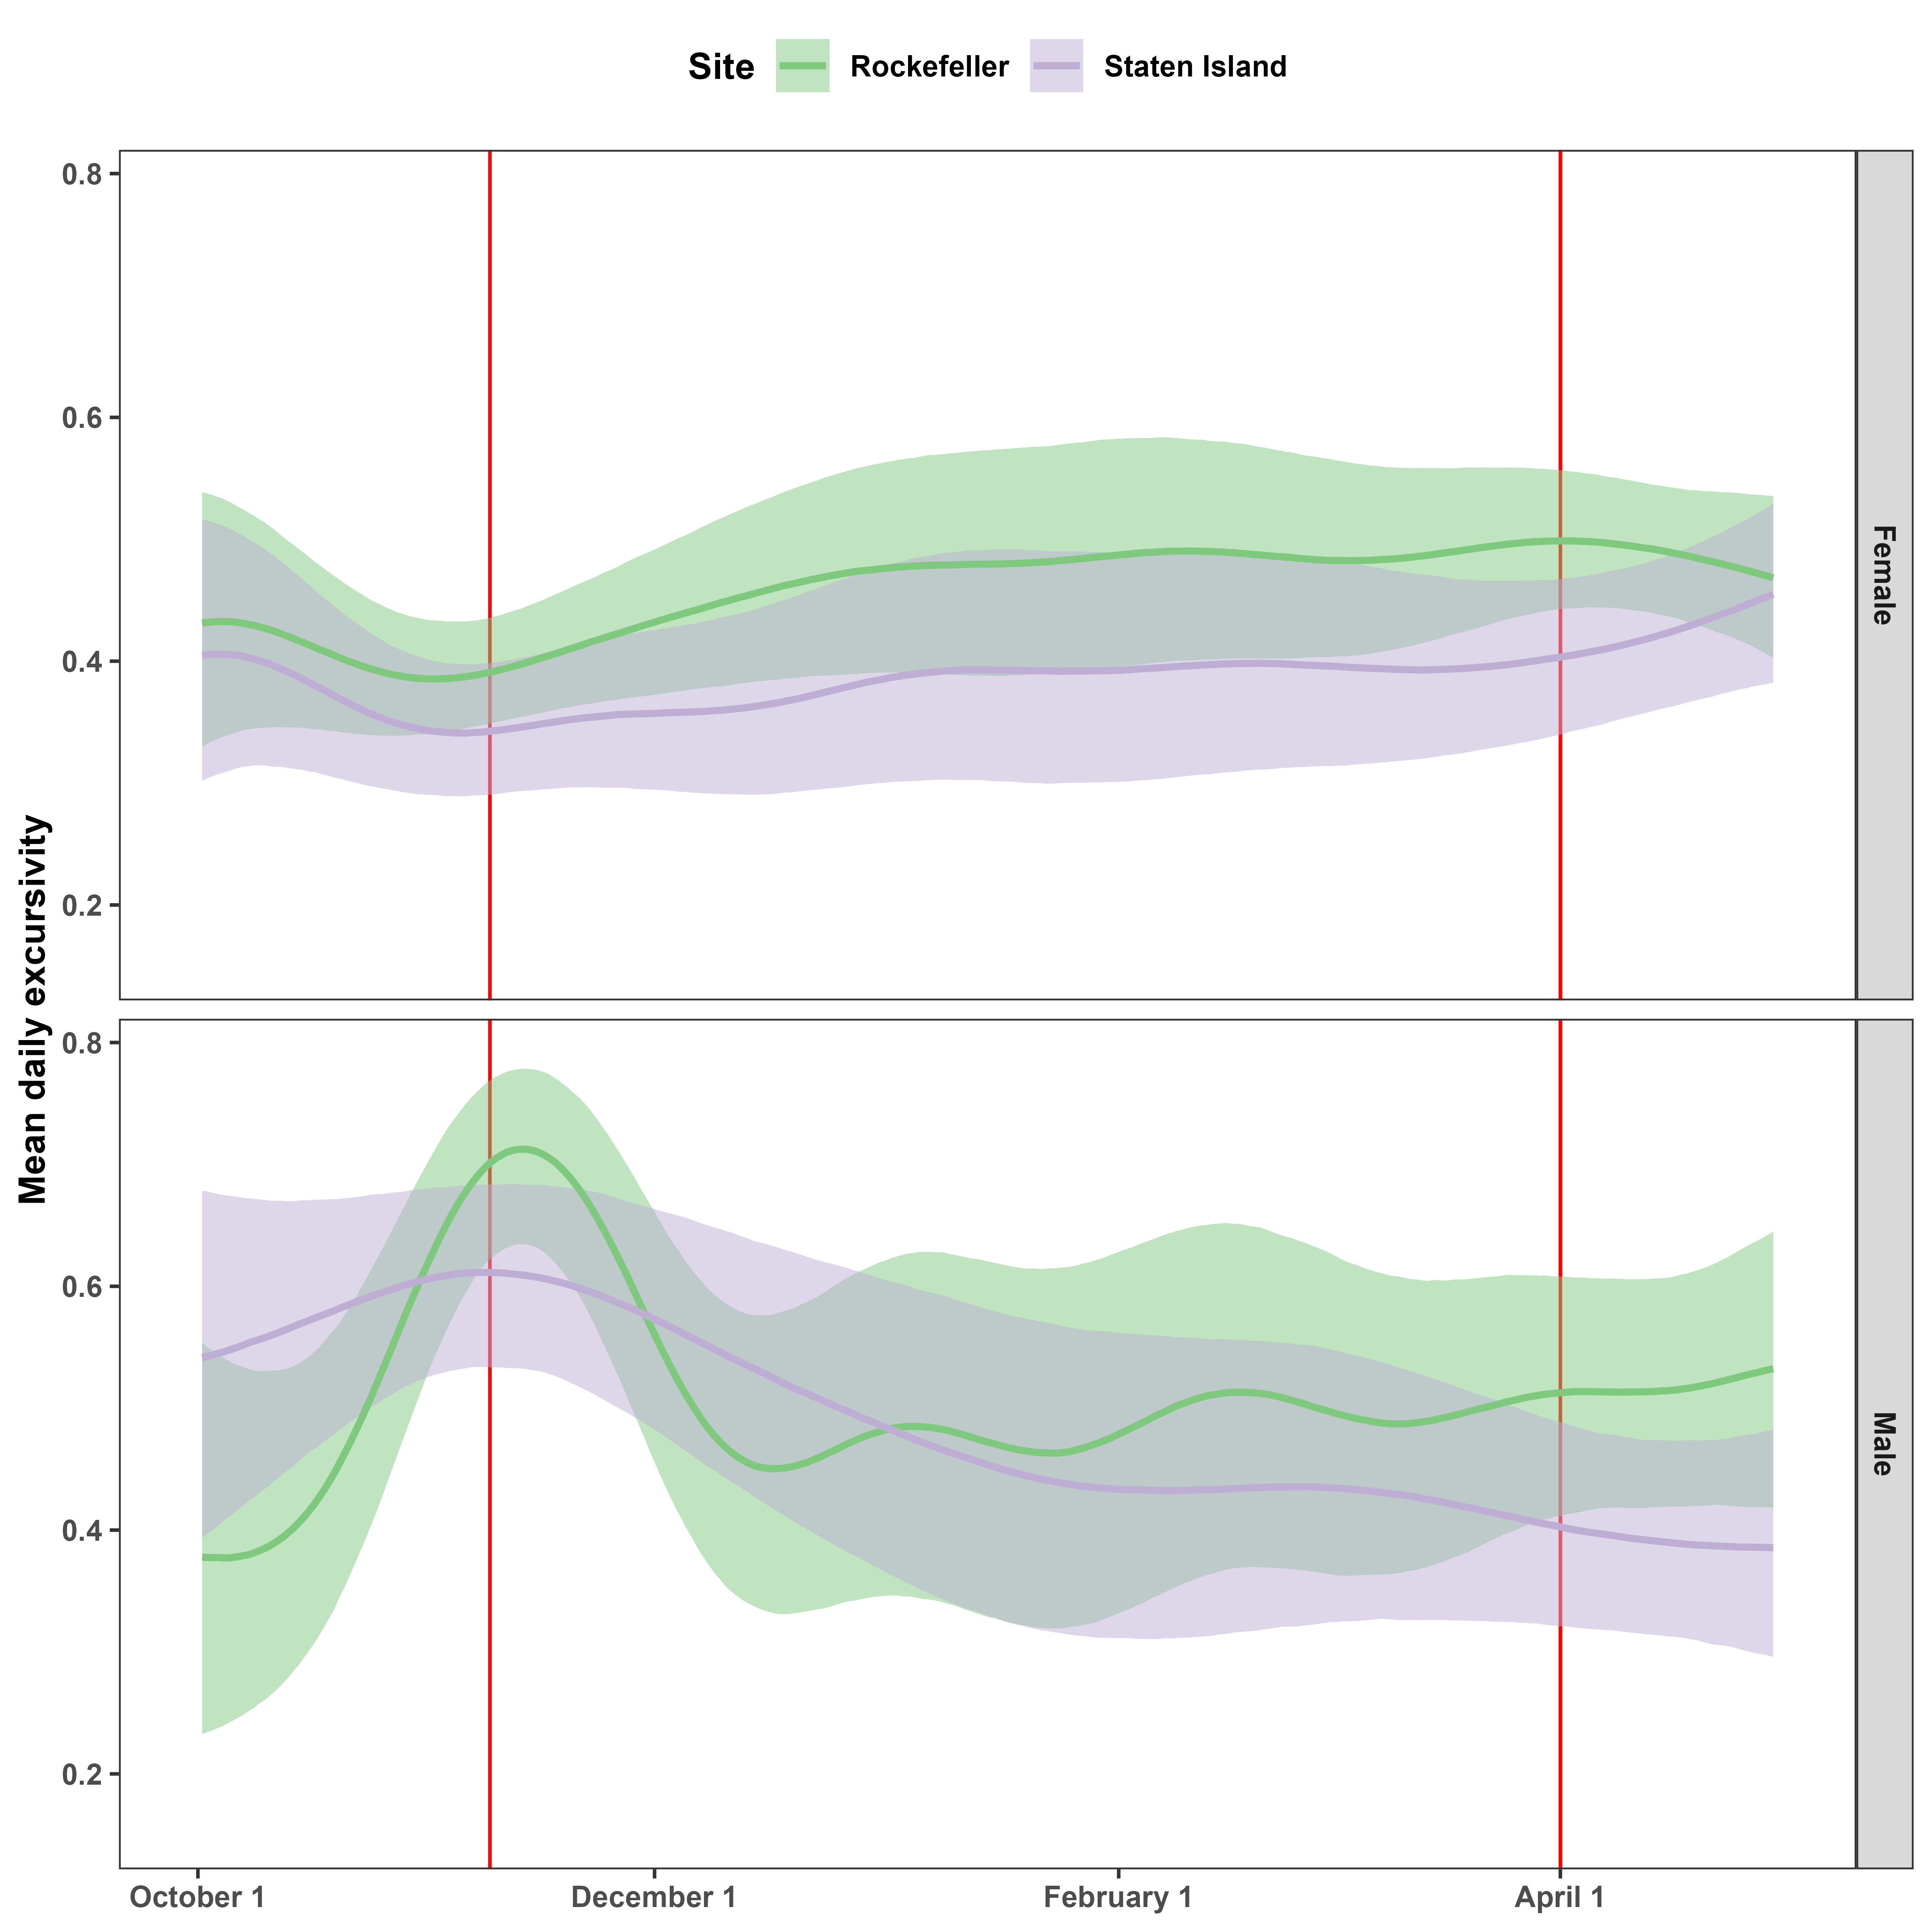 Site Rockefeller Staten Island
Mean daily excursivity
0.8
0.6
0.4
0.2
Female
0.8
0.6
0.4
0.2
Male
October 1 December 1 February 1 April 1